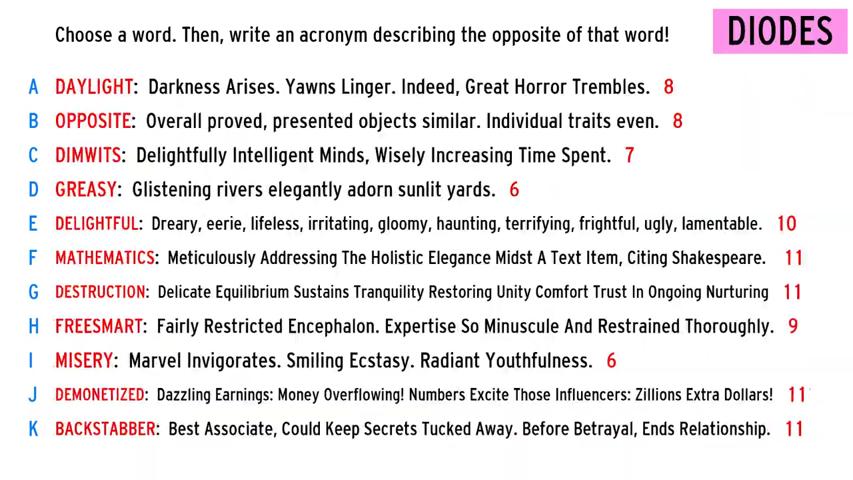 Choose a word. Then, write an acronym describing the opposite of that word!
DIODES
A DAYLIGHT: Darkness Arises. Yawns Linger. Indeed, Great Horror Trembles. 8
B OPPOSITE: Overall proved, presented objects similar. Individual traits even. 8
C DIMWITS: Delightfully Intelligent Minds, Wisely Increasing Time Spent. 7
D GREASY: Glistening rivers elegantly adorn sunlit yards. 6
E DELIGHTFUL: Dreary, eerie, lifeless, irritating, gloomy, haunting, terrifying, frightful, ugly, lamentable. 10
F MATHEMATICS: Meticulously Addressing The Holistic Elegance Midst A Text Item, Citing Shakespeare. 11
G DESTRUCTION: Delicate Equilibrium Sustains Tranquility Restoring Unity Comfort Trust In Ongoing Nurturing 11
H FREESMART: Fairly Restricted Encephalon. Expertise So Minuscule And Restrained Thoroughly. 9
I MISERY: Marvel Invigorates. Smiling Ecstasy. Radiant Youthfulness. 6
J DEMONETIZED: Dazzling Earnings: Money Overflowing! Numbers Excite Those Influencers: Zillions Extra Dollars! 11
K BACKSTABBER: Best Associate, Could Keep Secrets Tucked Away. Before Betrayal, Ends Relationship. 11